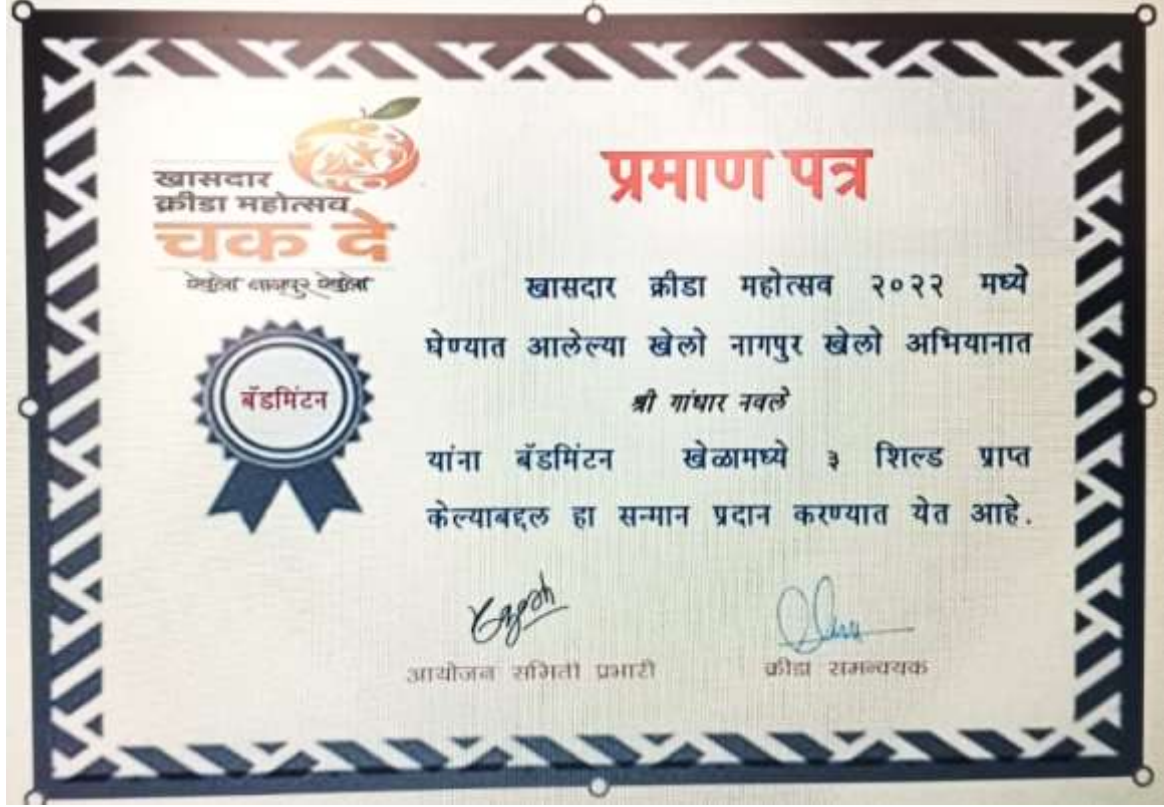 खासदार
क्रीडा महोत्सव
चक दे
खेलो नागपुर खेलो
प्रमाण पत्र
खासदार क्रीडा महोत्सव २०२२ मध्ये
घेण्यात आलेल्या खेलो नागपुर खेलो अभियानात
श्री गांधार नवले
यांना बॅडमिंटन खेळामध्ये ३ शिल्ड प्राप्त
केल्याबद्दल हा सन्मान प्रदान करण्यात येत आहे.
बॅडमिंटन
आयोजन समिती प्रभारी
क्रीडा समन्वयक